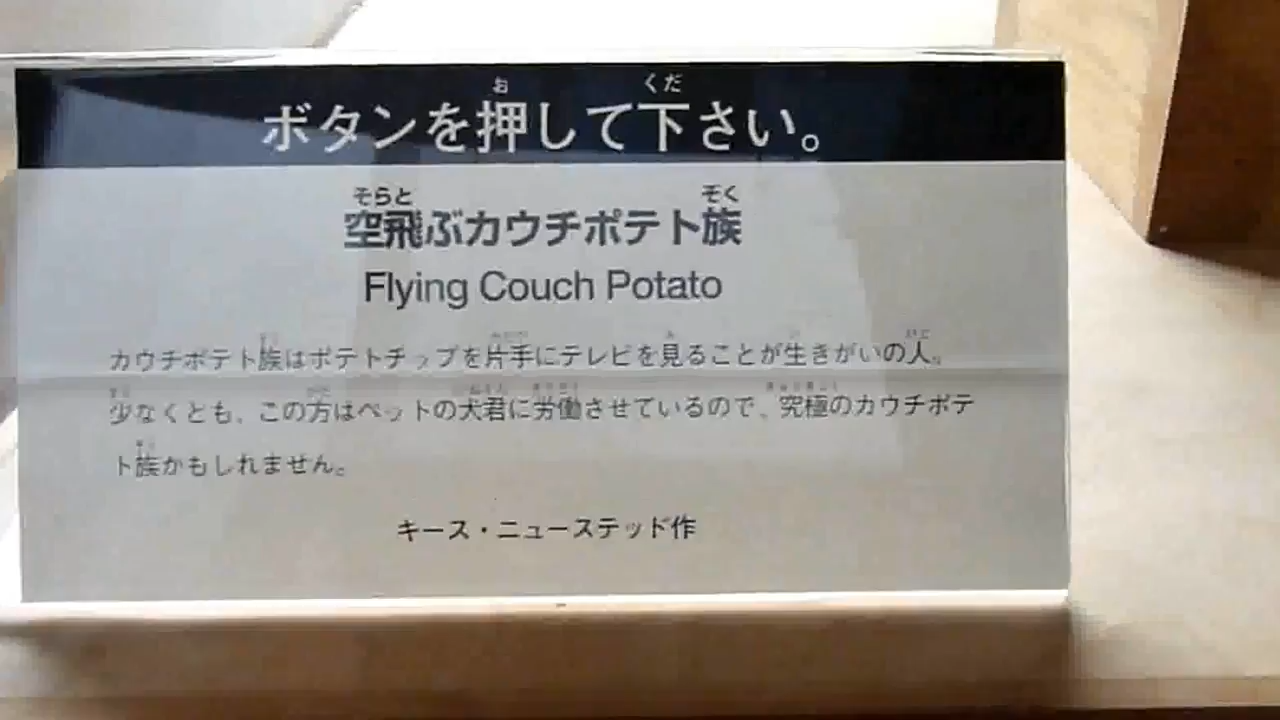 ボタンを押して下さい。
空飛ぶカウチポテト族
Flying Couch Potato
カウチポテト族はポテトチップを片手にテレビを見ることが生きがいの人。
少なくとも、この方はペットの犬君に労働させているので、究極のカウチポテ
ト族かもしれません。
キース・ニューステッド作